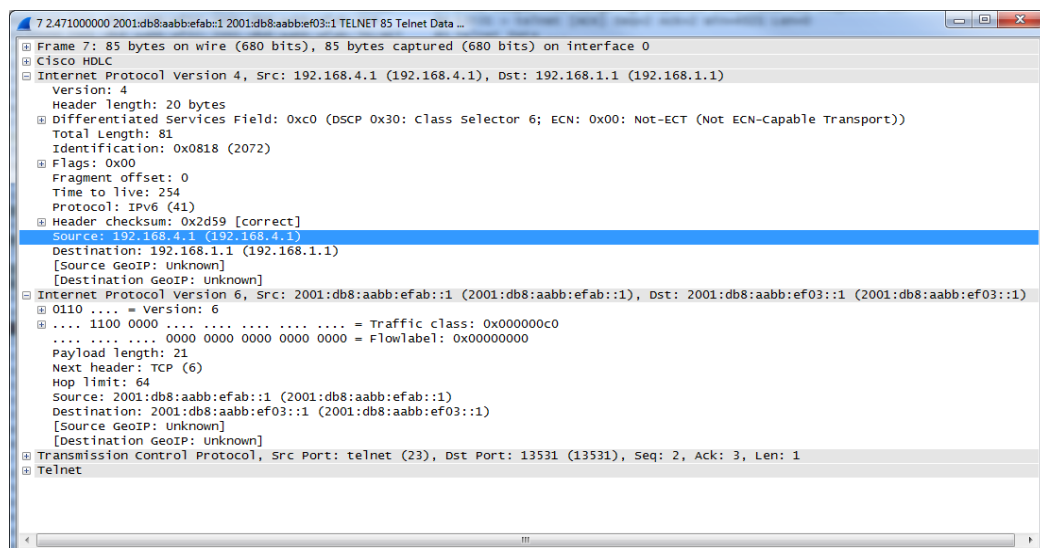 7 2.471000000 2001:db8:aabb:efab::1 2001:db8:aabb:ef03::1 TELNET 85 Telnet Data ...
Frame 7: 85 bytes on wire (680 bits), 85 bytes captured (680 bits) on interface 0
Cisco HDLC
Internet Protocol Version 4, Src: 192.168.4.1 (192.168.4.1), Dst: 192.168.1.1 (192.168.1.1)
Version: 4
Header length: 20 bytes
Differentiated Services Field: 0xc0 (DSCP 0x30: Class Selector 6; ECN: 0x00: Not-ECT (Not ECN-Capable Transport))
Total Length: 81
Identification: 0x0818 (2072)
Flags: 0x00
Fragment offset: 0
Time to live: 254
Protocol: IPv6 (41)
Header checksum: 0x2d59 [correct]
Source: 192.168.4.1 (192.168.4.1)
Destination: 192.168.1.1 (192.168.1.1)
[Source GeoIP: Unknown]
[Destination GeoIP: Unknown]
Internet Protocol Version 6, Src: 2001:db8:aabb:efab::1 (2001:db8:aabb:efab::1), Dst: 2001:db8:aabb:ef03::1 (2001:db8:aabb:ef03::1)
0110 .... = Version: 6
.... 1100 0000 .... .... .... .... .... = Traffic class: 0x000000c0
.... .... .... 0000 0000 0000 0000 0000 = Flowlabel: 0x00000000
Payload length: 21
Next header: TCP (6)
Hop limit: 64
Source: 2001:db8:aabb:efab::1 (2001:db8:aabb:efab::1)
Destination: 2001:db8:aabb:ef03::1 (2001:db8:aabb:ef03::1)
[Source GeoIP: Unknown]
[Destination GeoIP: Unknown]
Transmission Control Protocol, Src Port: telnet (23), Dst Port: 13531 (13531), Seq: 2, Ack: 3, Len: 1
Telnet